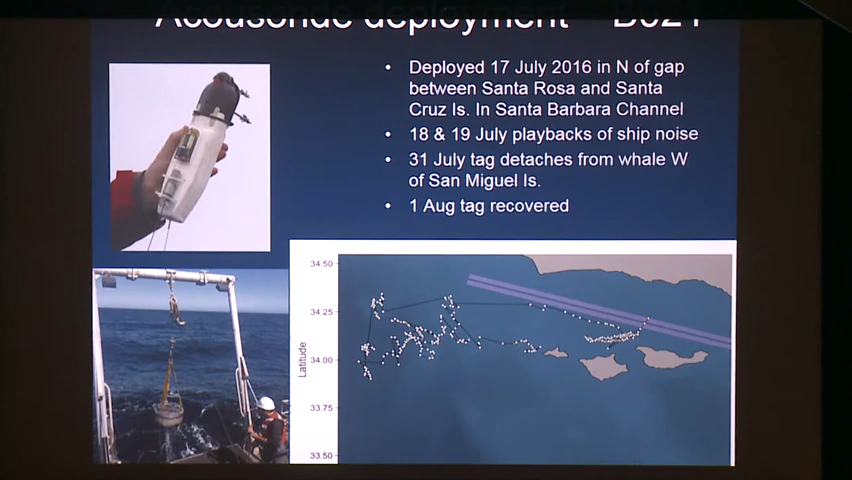 Acousonde deployment – B021
• Deployed 17 July 2016 in N of gap
between Santa Rosa and Santa
Cruz Is. In Santa Barbara Channel
• 18 & 19 July playbacks of ship noise
• 31 July tag detaches from whale W
of San Miguel Is.
• 1 Aug tag recovered
34.50
34.25
34.00
33.75
33.50
Latitude